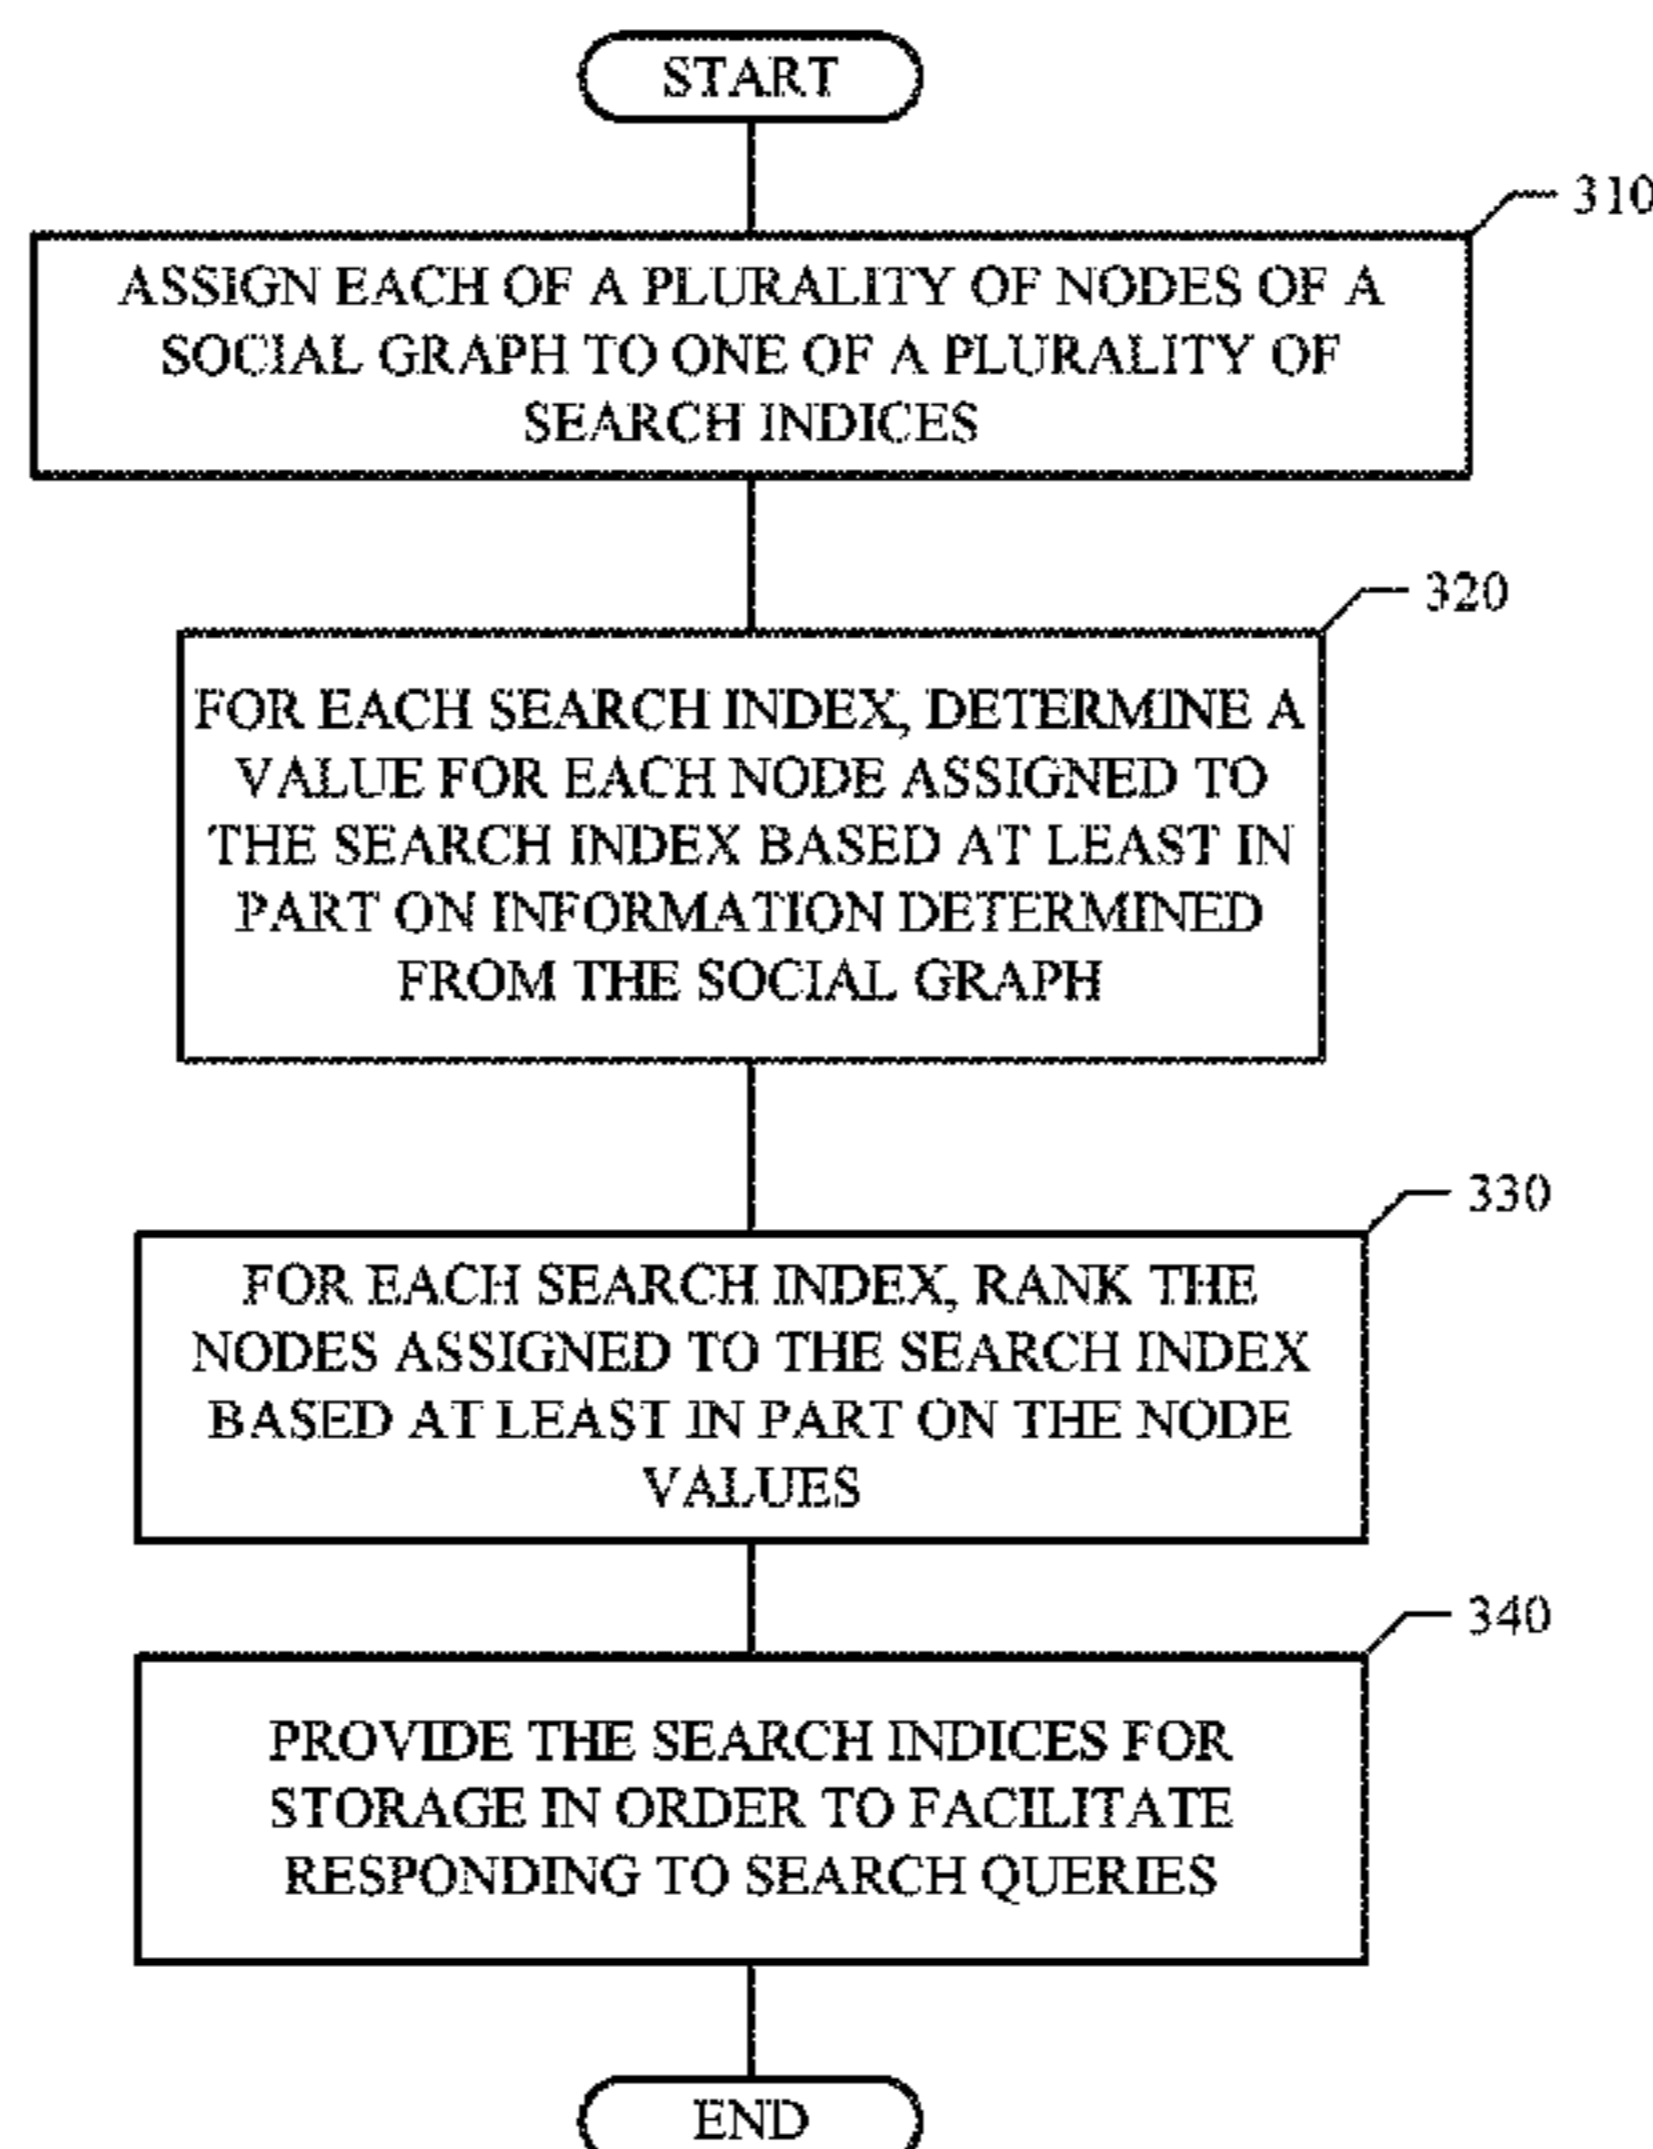 START
310
ASSIGN EACH OF A PLURALITY OF NODES OF A
SOCIAL GRAPH TO ONE OF A PLURALITY OF
SEARCH INDICES
320
FOR EACH SEARCH INDEX, DETERMINE A
VALUE FOR EACH NODE ASSIGNED TO
THE SEARCH INDEX BASED AT LEAST IN
PART ON INFORMATION DETERMINED
FROM THE SOCIAL GRAPH
330
FOR EACH SEARCH INDEX, RANK THE
NODES ASSIGNED TO THE SEARCH INDEX
BASED AT LEAST IN PART ON THE NODE
VALUES
340
PROVIDE THE SEARCH INDICES FOR
STORAGE IN ORDER TO FACILITATE
RESPONDING TO SEARCH QUERIES
END